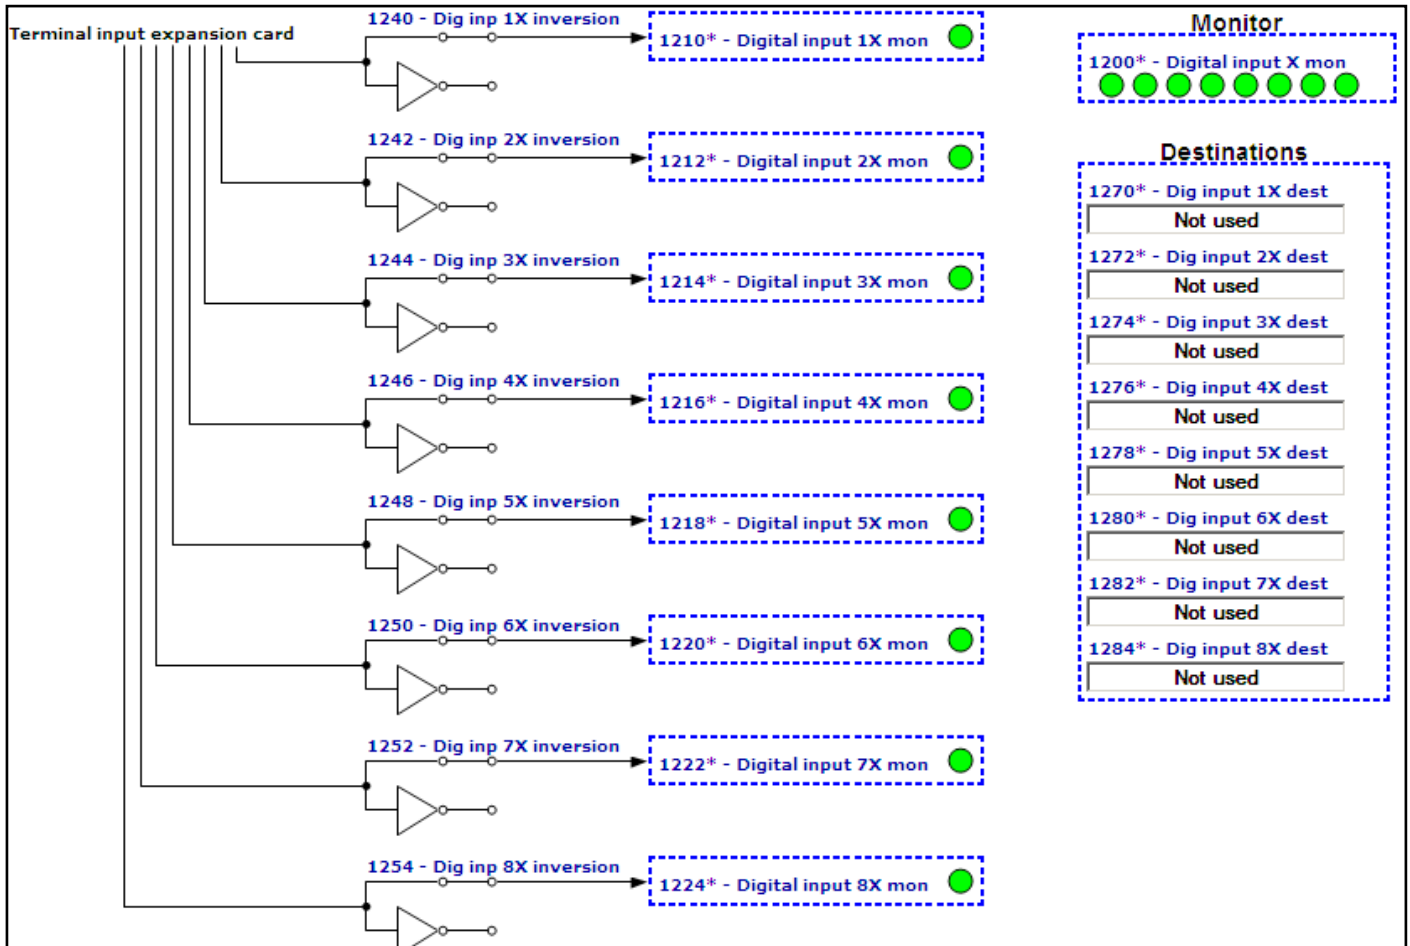 Terminal input expansion card
1240 - Dig inp 1X inversion
1210* - Digital input 1X mon
1242 - Dig inp 2X inversion
1212* - Digital input 2X mon
1244 - Dig inp 3X inversion
1214* - Digital input 3X mon
1246 - Dig inp 4X inversion
1216* - Digital input 4X mon
1248 - Dig inp 5X inversion
1218* - Digital input 5X mon
1250 - Dig inp 6X inversion
1220* - Digital input 6X mon
1252 - Dig inp 7X inversion
1222* - Digital input 7X mon
1254 - Dig inp 8X inversion
1224* - Digital input 8X mon
Monitor
1200* - Digital input X mon
Destinations
1270* - Dig input 1X dest
Not used
1272* - Dig input 2X dest
Not used
1274* - Dig input 3X dest
Not used
1276* - Dig input 4X dest
Not used
1278* - Dig input 5X dest
Not used
1280* - Dig input 6X dest
Not used
1282* - Dig input 7X dest
Not used
1284* - Dig input 8X dest
Not used